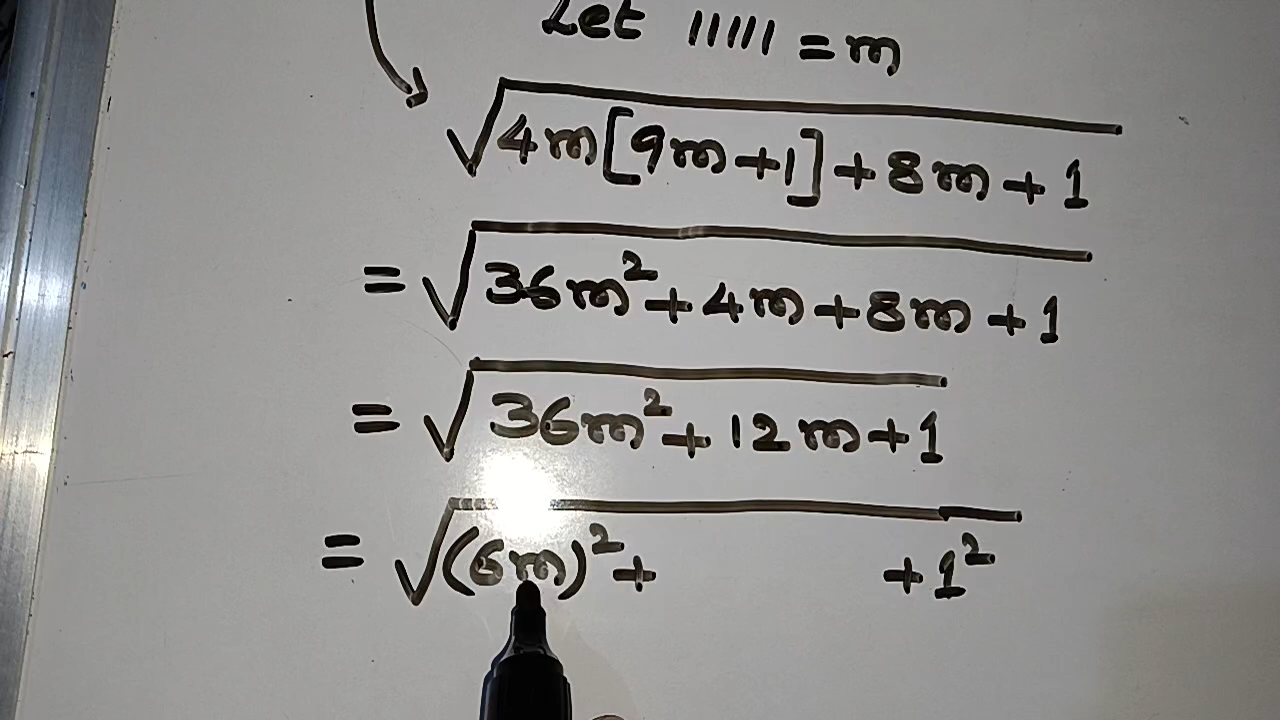 Let 11111 = m
√4m[9m+1]+8m+1
= √36m²+4m+8m+1
= √36m²+12m+1
= √(6m)²+ +1²